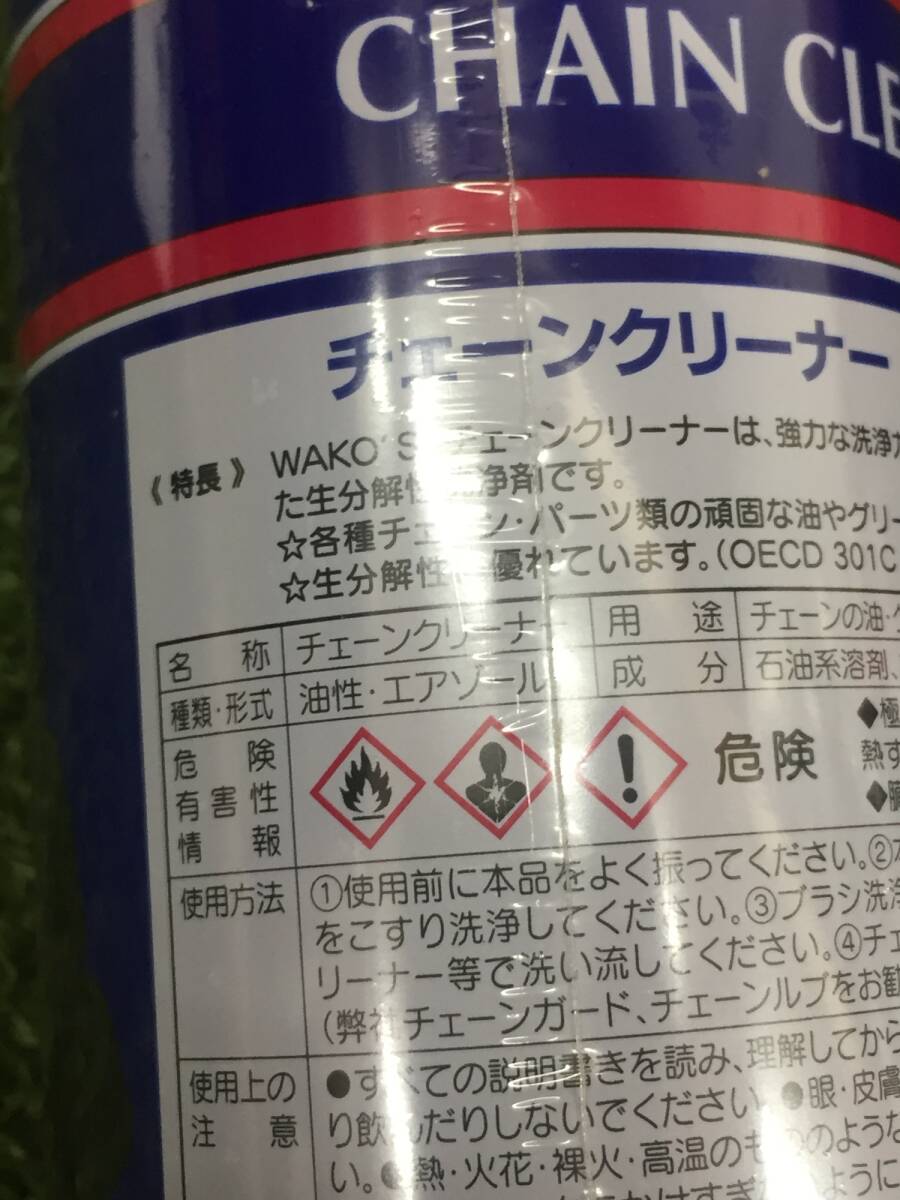 CHAIN CLE
チェーンクリーナー
《特長》 WAKO'S チェーンクリーナーは、強力な洗浄
た生分解性 浄剤です。
☆各種チェーン・パーツ類の頑固な油やグリー
☆生分解性 優れています。(OECD 301C
名称 チェーンクリーナー 用途 チェーンの油・
種類・形式 油性・エアゾール 成分 石油系溶剤、
危険 ◆極
有害性 危険 熱す
情報 ◆臓
使用方法 ①使用前に本品をよく振ってください。②
をこすり洗浄してください。③ブラシ洗浄
リーナー等で洗い流してください。④チェ
(弊社チェーンガード、チェーンルブをお勧
使用上の ●すべての説明書きを読み、理解してから
注意 り飲んだりしないでください ●眼・皮膚
い。●熱・火花・裸火・高温のもののような